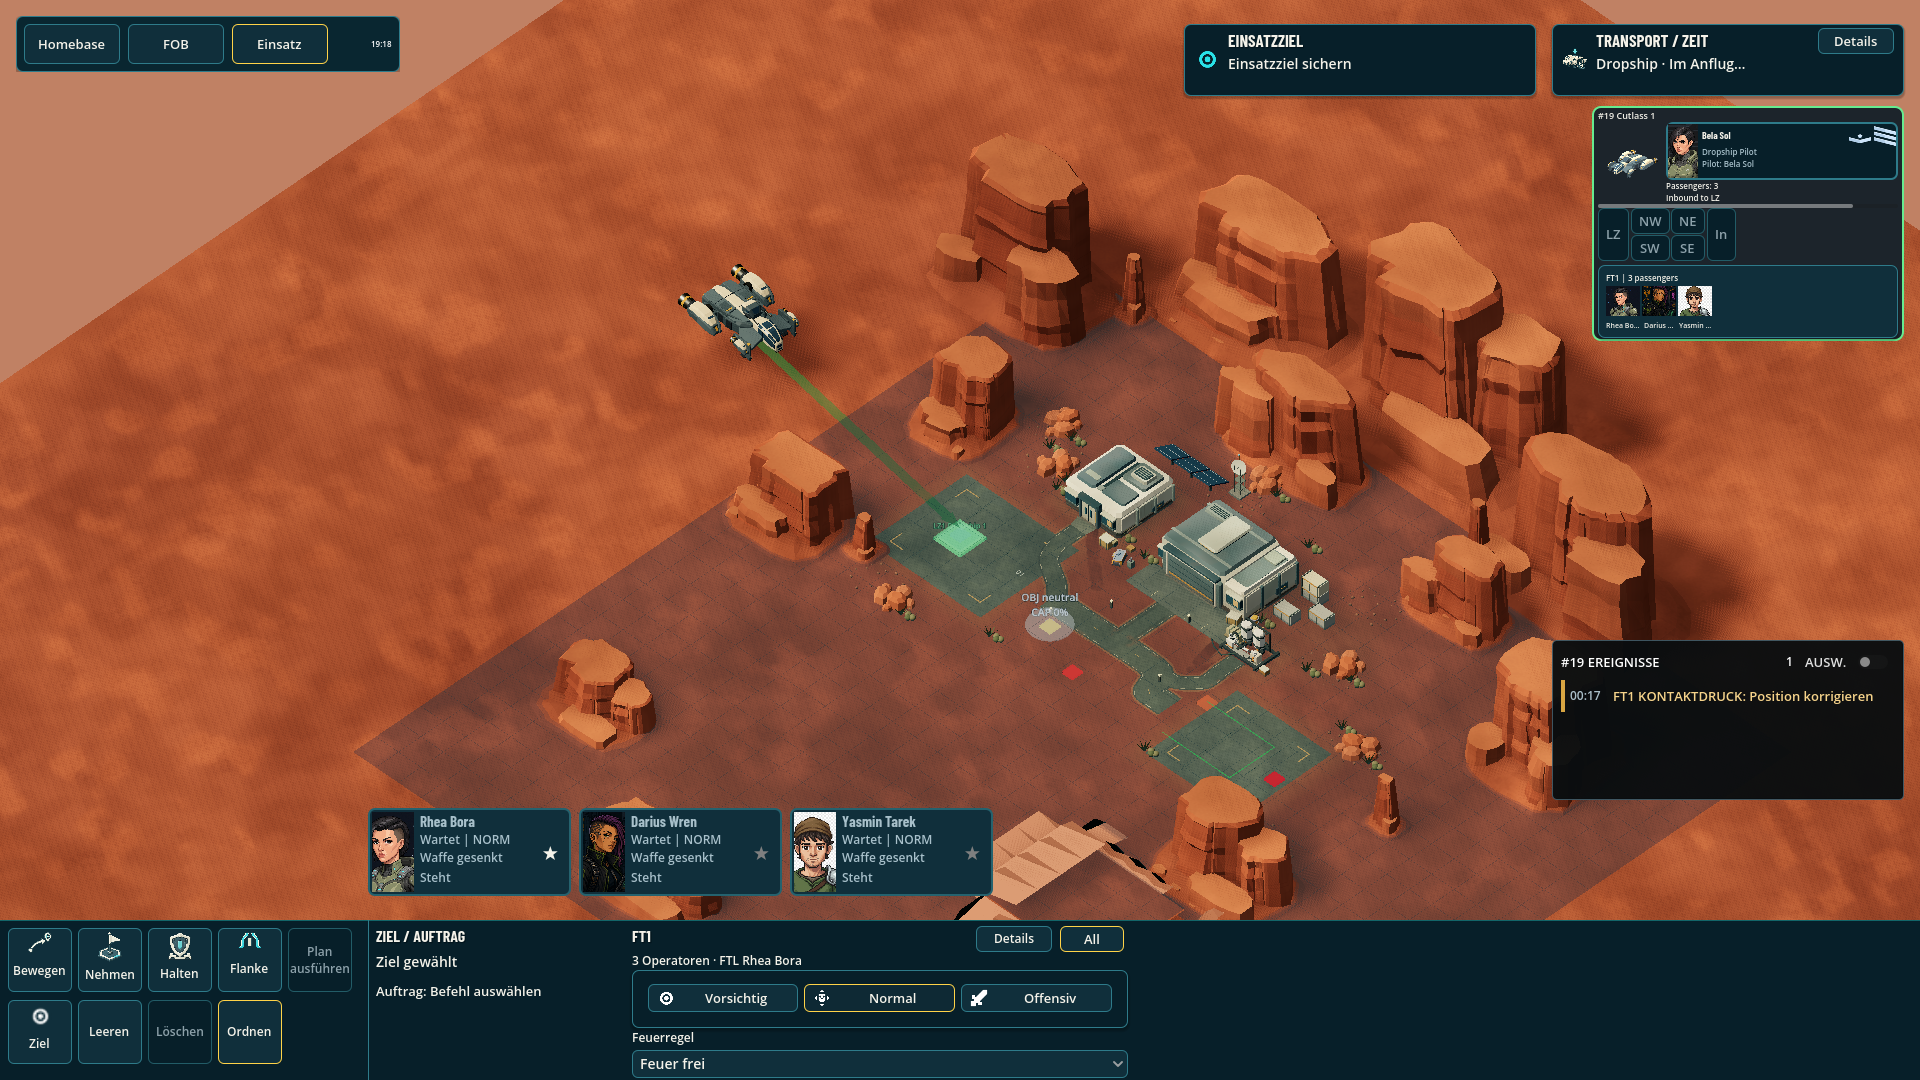 Homebase
FOB
Einsatz
19:18
EINSATZZIEL
Einsatzziel sichern
TRANSPORT / ZEIT
Dropship · Im Anflug...
Details
#19 Cutlass 1
Bela Sol
Dropship Pilot
Pilot: Bela Sol
Passengers: 3
Inbound to LZ
LZ
NW
NE
SW
SE
In
FT1 | 3 passengers
Rhea Bo...
Darius ...
Yasmin ...
OBJ neutral
CAP 0%
#19 EREIGNISSE
1
AUSW.
00:17
FT1 KONTAKTDRUCK: Position korrigieren
Rhea Bora
Wartet | NORM
Waffe gesenkt
Steht
Darius Wren
Wartet | NORM
Waffe gesenkt
Steht
Yasmin Tarek
Wartet | NORM
Waffe gesenkt
Steht
Bewegen
Nehmen
Halten
Flanke
Plan
ausführen
Ziel
Leeren
Löschen
Ordnen
ZIEL / AUFTRAG
Ziel gewählt
Auftrag: Befehl auswählen
FT1
Details
All
3 Operatoren · FTL Rhea Bora
Vorsichtig
Normal
Offensiv
Feuerregel
Feuer frei